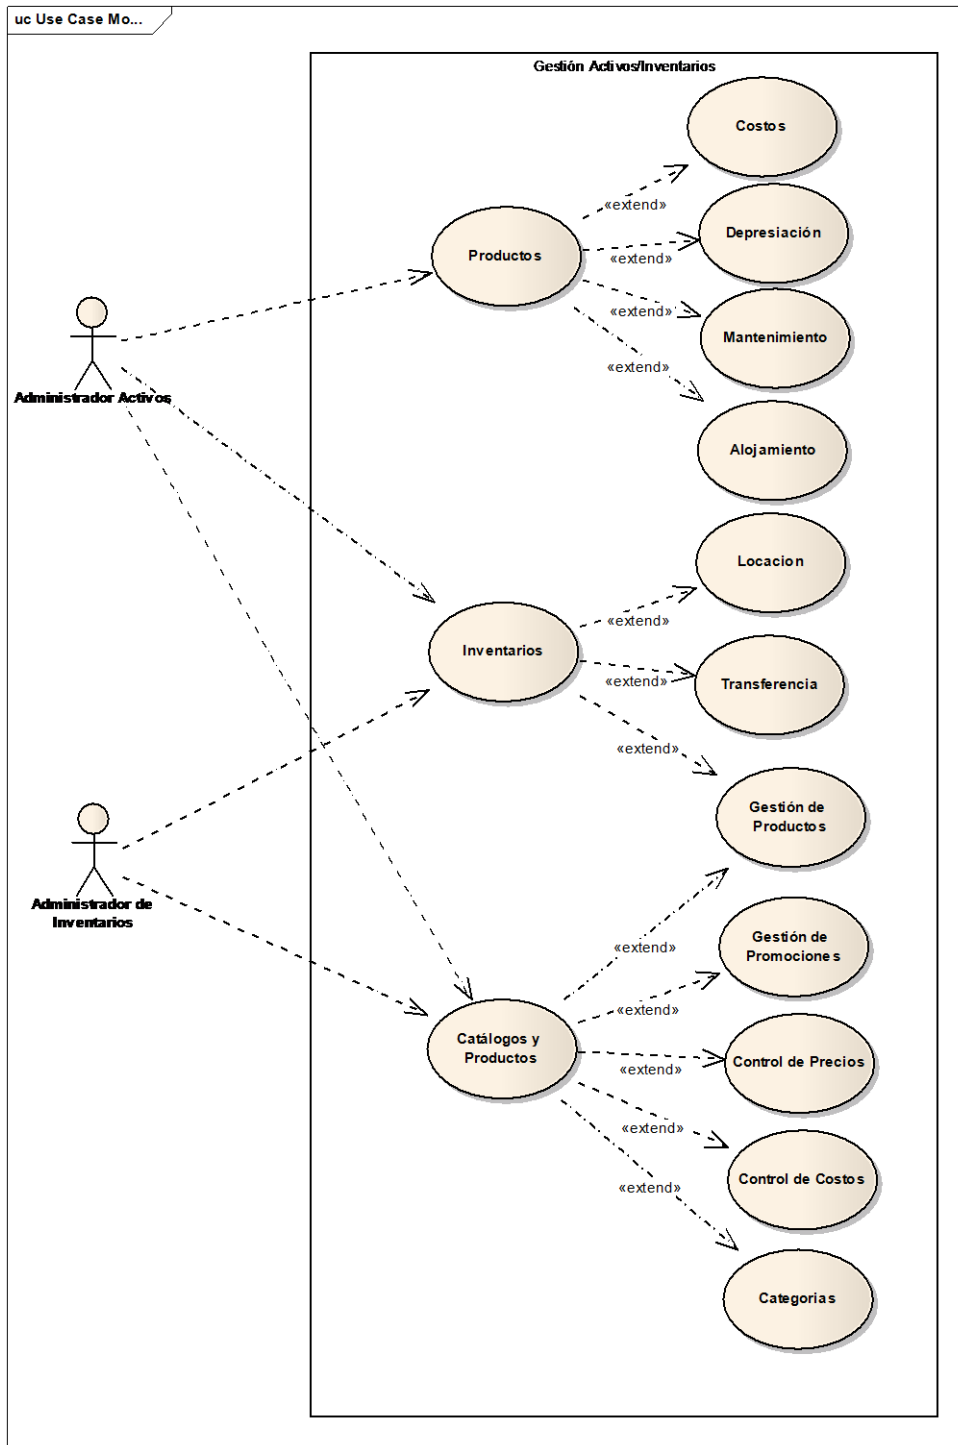 uc Use Case Mo...
Gestión Activos/Inventarios
Costos
«extend»
Depresiación
Productos
«extend»
Mantenimiento
«extend»
«extend»
Administrador Activos
Alojamiento
Locacion
«extend»
Inventarios
Transferencia
«extend»
«extend»
Gestión de
Productos
Administrador de
Inventarios
Gestión de
Promociones
«extend»
«extend»
Catálogos y
Productos
Control de Precios
«extend»
«extend»
Control de Costos
«extend»
Categorias